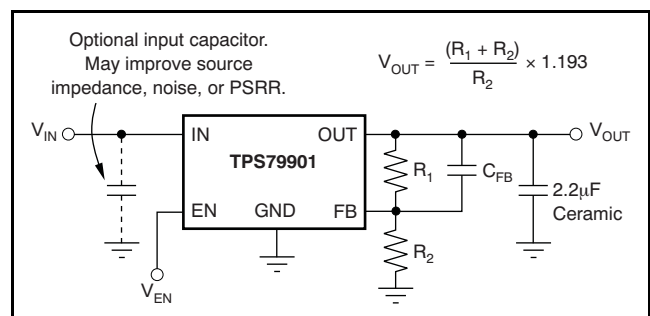 Optional input capacitor.
May improve source
impedance, noise, or PSRR.
V_OUT = (R_1 + R_2) / R_2 × 1.193
V_IN
IN
OUT
V_OUT
TPS79901
R_1
C_FB
2.2μF
Ceramic
EN
GND
FB
R_2
V_EN